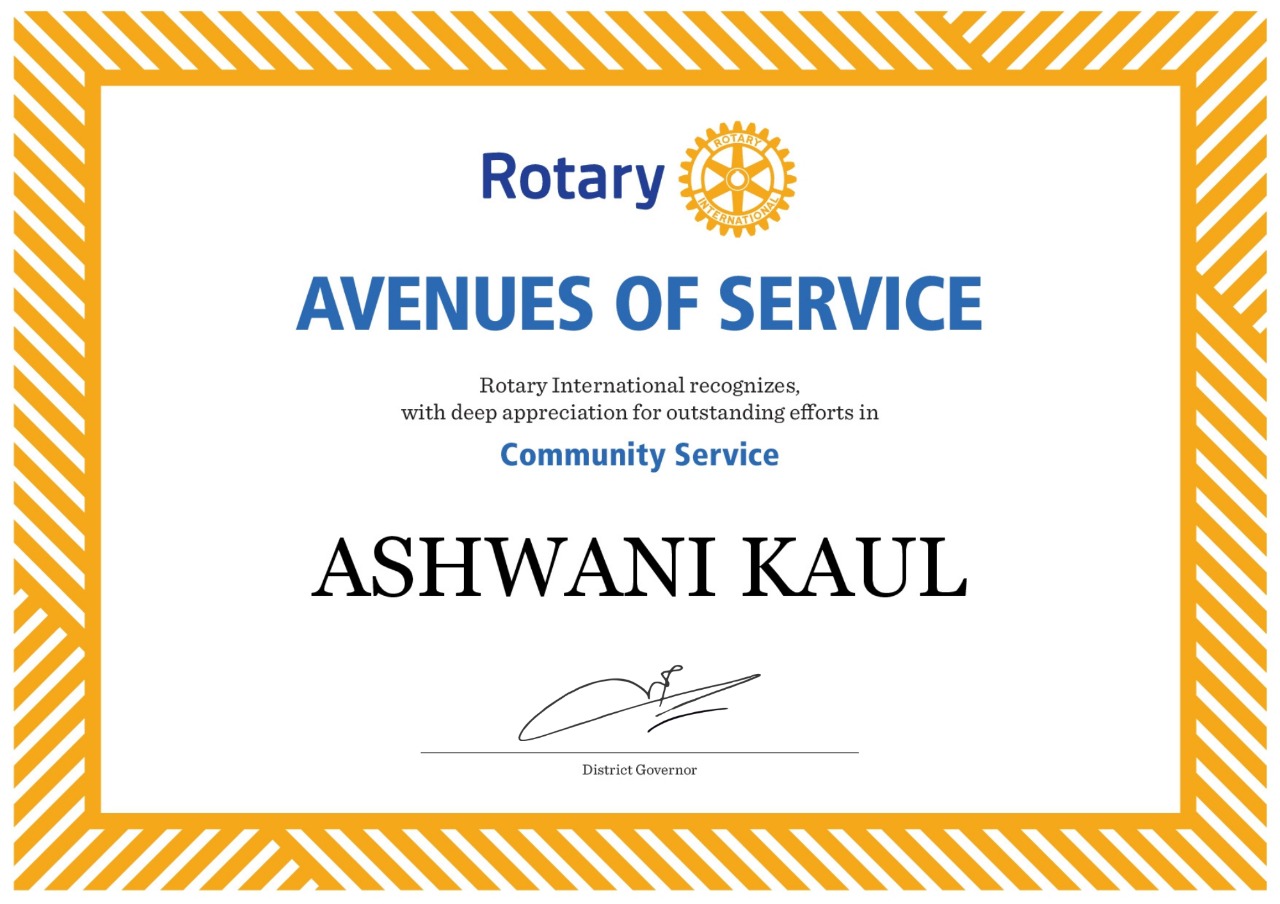 Rotary
ROTARY
INTERNATIONAL
AVENUES OF SERVICE
Rotary International recognizes,
with deep appreciation for outstanding efforts in
Community Service
ASHWANI KAUL
District Governor